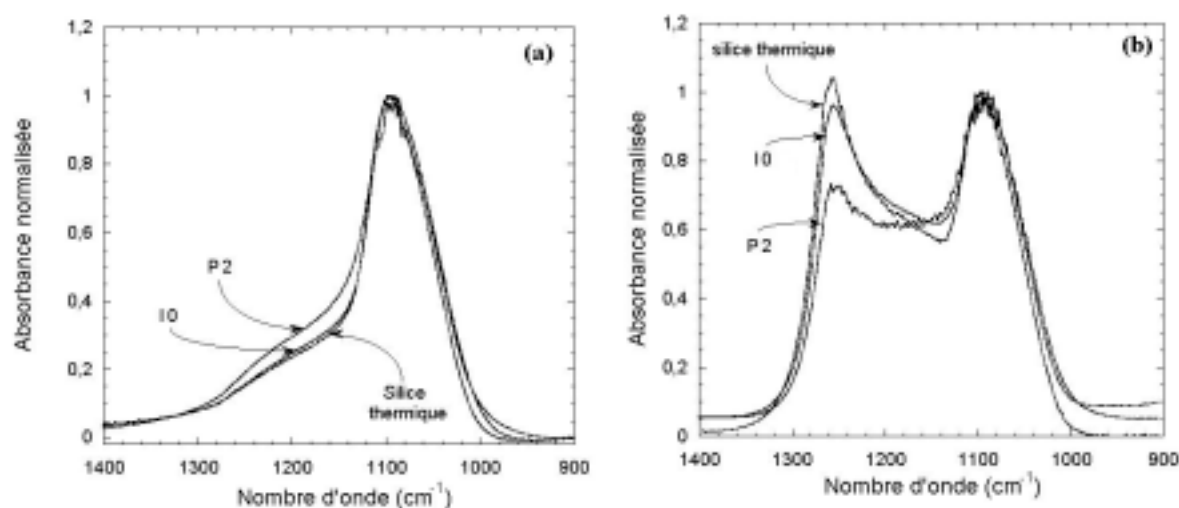 1,2
1
0,8
0,6
0,4
0,2
0
1400 1300 1200 1100 1000 900
Absorbance normalisée
Nombre d'onde (cm-1)
(a)
P2
I0
Silice
thermique
1,2
1
0,8
0,6
0,4
0,2
0
1400 1300 1200 1100 1000 900
Absorbance normalisée
Nombre d'onde (cm-1)
(b)
silice thermique
I0
P2